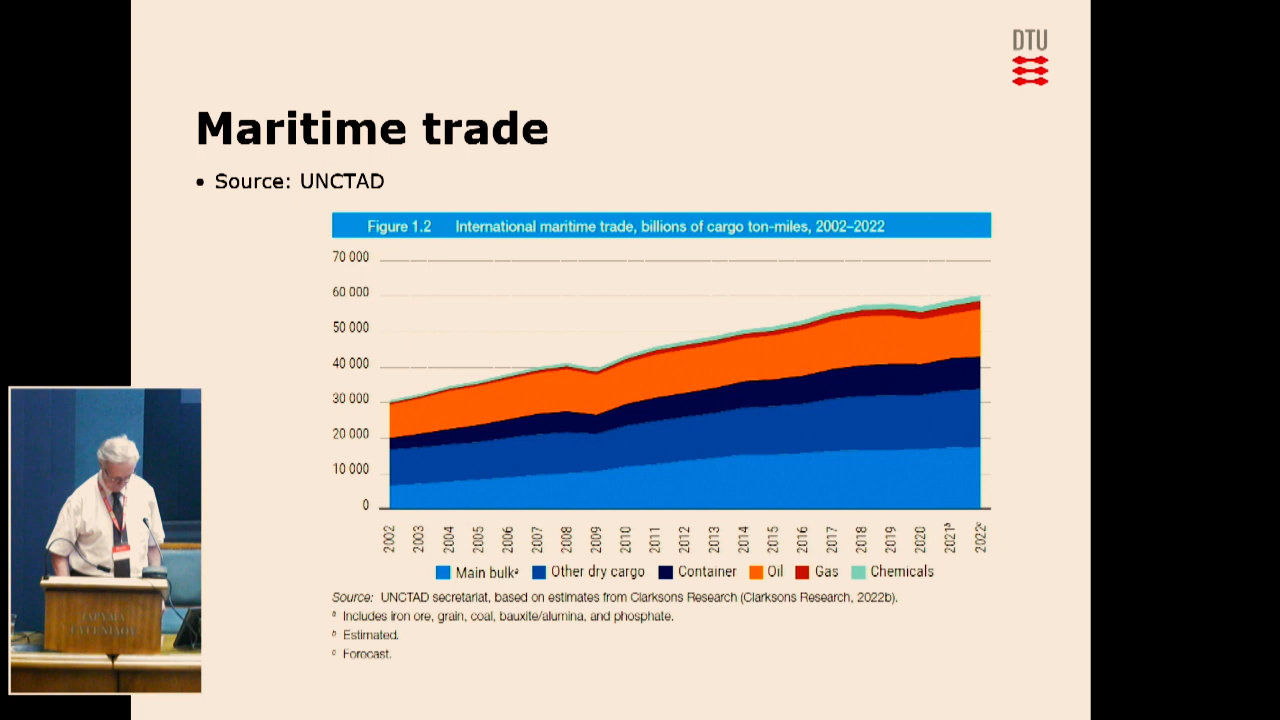 DTU
Maritime trade
• Source: UNCTAD
Figure 1.2 International maritime trade, billions of cargo ton-miles, 2002–2022
70 000
60 000
50 000
40 000
30 000
20 000
10 000
0
2002 2003 2004 2005 2006 2007 2008 2009 2010 2011 2012 2013 2014 2015 2016 2017 2018 2019 2020 2021ᵇ 2022ᶜ
Main bulkᵃ Other dry cargo Container Oil Gas Chemicals
Source: UNCTAD secretariat, based on estimates from Clarksons Research (Clarksons Research, 2022b).
ᵃ Includes iron ore, grain, coal, bauxite/alumina, and phosphate.
ᵇ Estimated.
ᶜ Forocast.